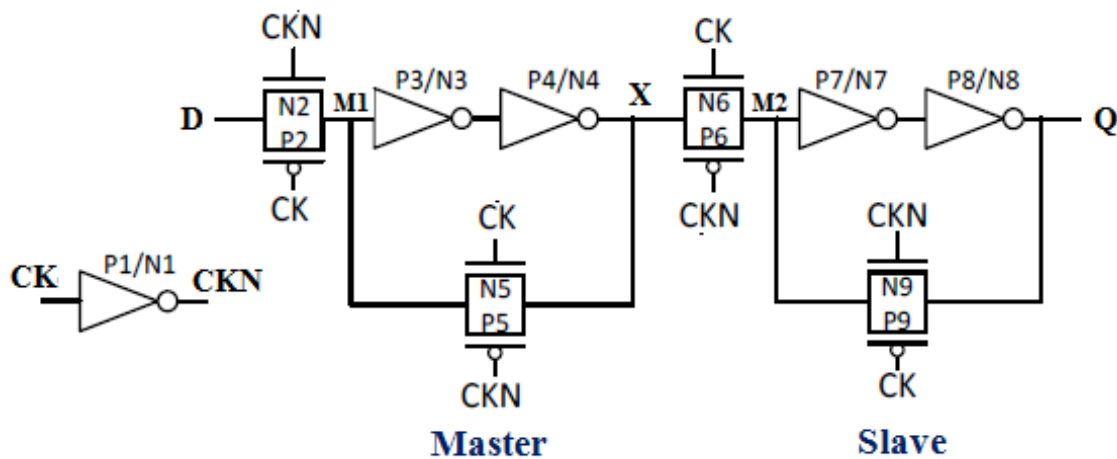 CKN
CK
P3/N3
P4/N4
P7/N7
P8/N8
D
N2
P2
M1
X
N6
P6
M2
Q
CK
CKN
CK
CKN
P1/N1
CK
CKN
N5
P5
N9
P9
CKN
CK
Master
Slave